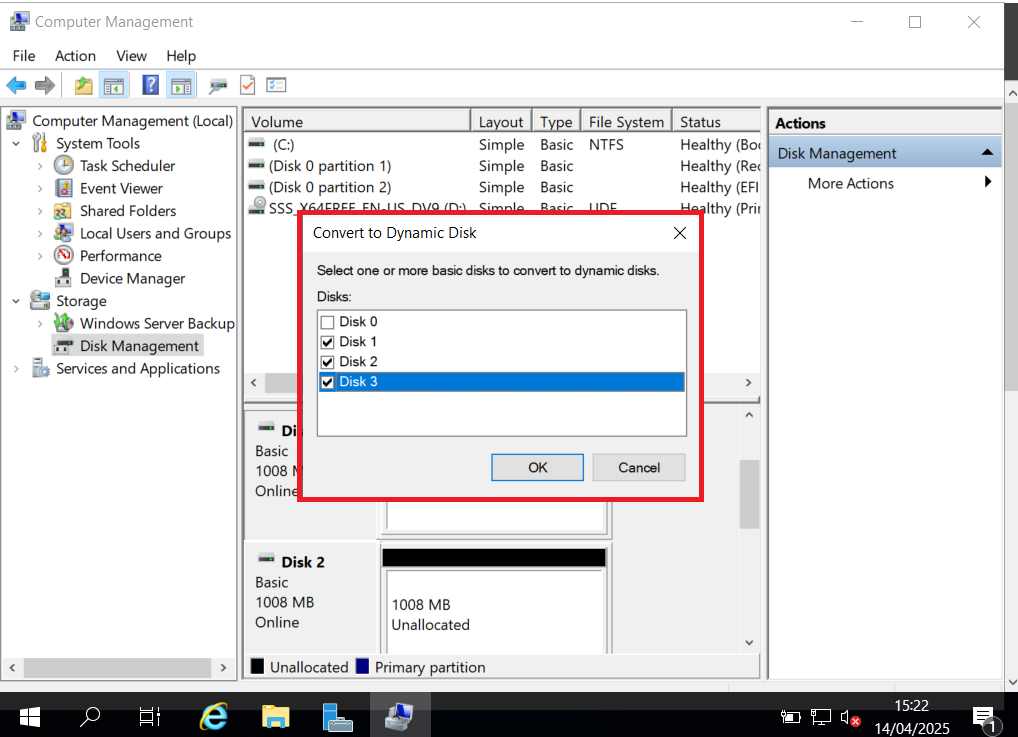 Computer Management
File Action View Help
Computer Management (Local)
System Tools
Task Scheduler
Event Viewer
Shared Folders
Local Users and Groups
Performance
Device Manager
Storage
Windows Server Backup
Disk Management
Services and Applications
Volume Layout Type File System Status
(C:) Simple Basic NTFS Healthy (Boo
(Disk 0 partition 1) Simple Basic Healthy (Rec
(Disk 0 partition 2) Simple Basic Healthy (EFI
SSS_X64FREE_EN-US_DV9 (D:) Simple Basic UDF Healthy (Pri
Convert to Dynamic Disk
Select one or more basic disks to convert to dynamic disks.
Disks:
Disk 0
Disk 1
Disk 2
Disk 3
OK Cancel
Basic
1008 M
Online
Disk 2
Basic
1008 MB
Online
1008 MB
Unallocated
Unallocated Primary partition
Actions
Disk Management
More Actions
15:22
14/04/2025
1